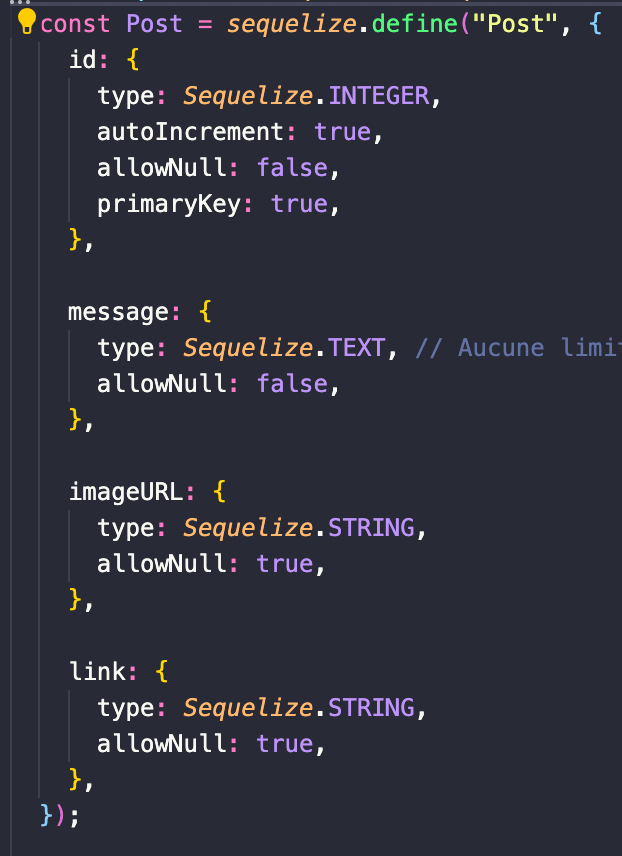 const Post = sequelize.define("Post", {
  id: {
    type: Sequelize.INTEGER,
    autoIncrement: true,
    allowNull: false,
    primaryKey: true,
  },

  message: {
    type: Sequelize.TEXT, // Aucune limit
    allowNull: false,
  },

  imageURL: {
    type: Sequelize.STRING,
    allowNull: true,
  },

  link: {
    type: Sequelize.STRING,
    allowNull: true,
  },
});